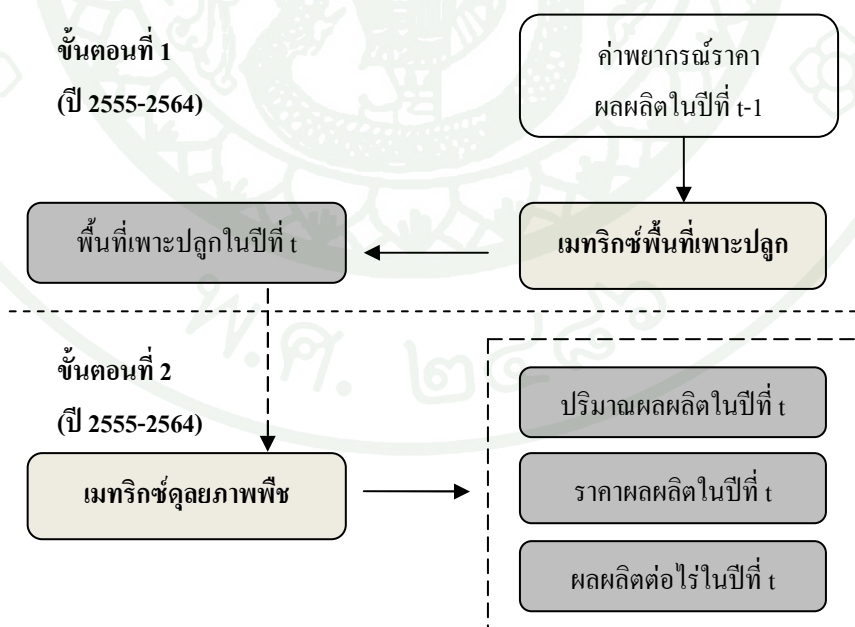 ขั้นตอนที่ 1
(ปี 2555-2564)
ค่าพยากรณ์ราคา
ผลผลิตในปีที่ t-1
พื้นที่เพาะปลูกในปีที่ t
เมทริกซ์พื้นที่เพาะปลูก
พ.ศ. ๒๔๘๖
ขั้นตอนที่ 2
(ปี 2555-2564)
ปริมาณผลผลิตในปีที่ t
เมทริกซ์ดุลยภาพพืช
ราคาผลผลิตในปีที่ t
ผลผลิตต่อไร่ในปีที่ t